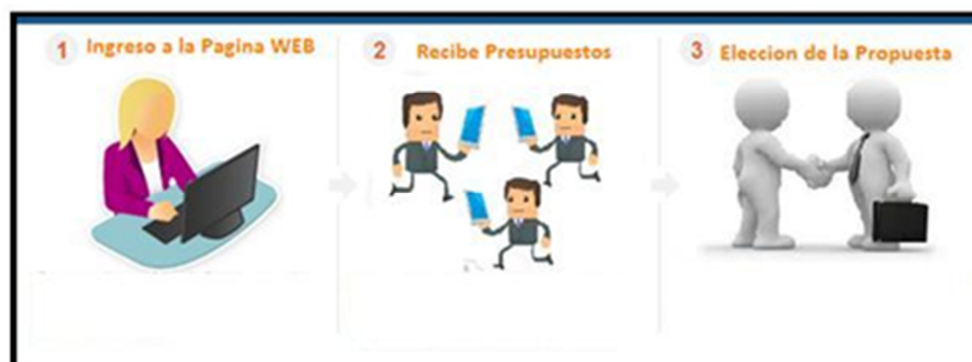 1 Ingreso a la Pagina WEB
2 Recibe Presupuestos
3 Eleccion de la Propuesta